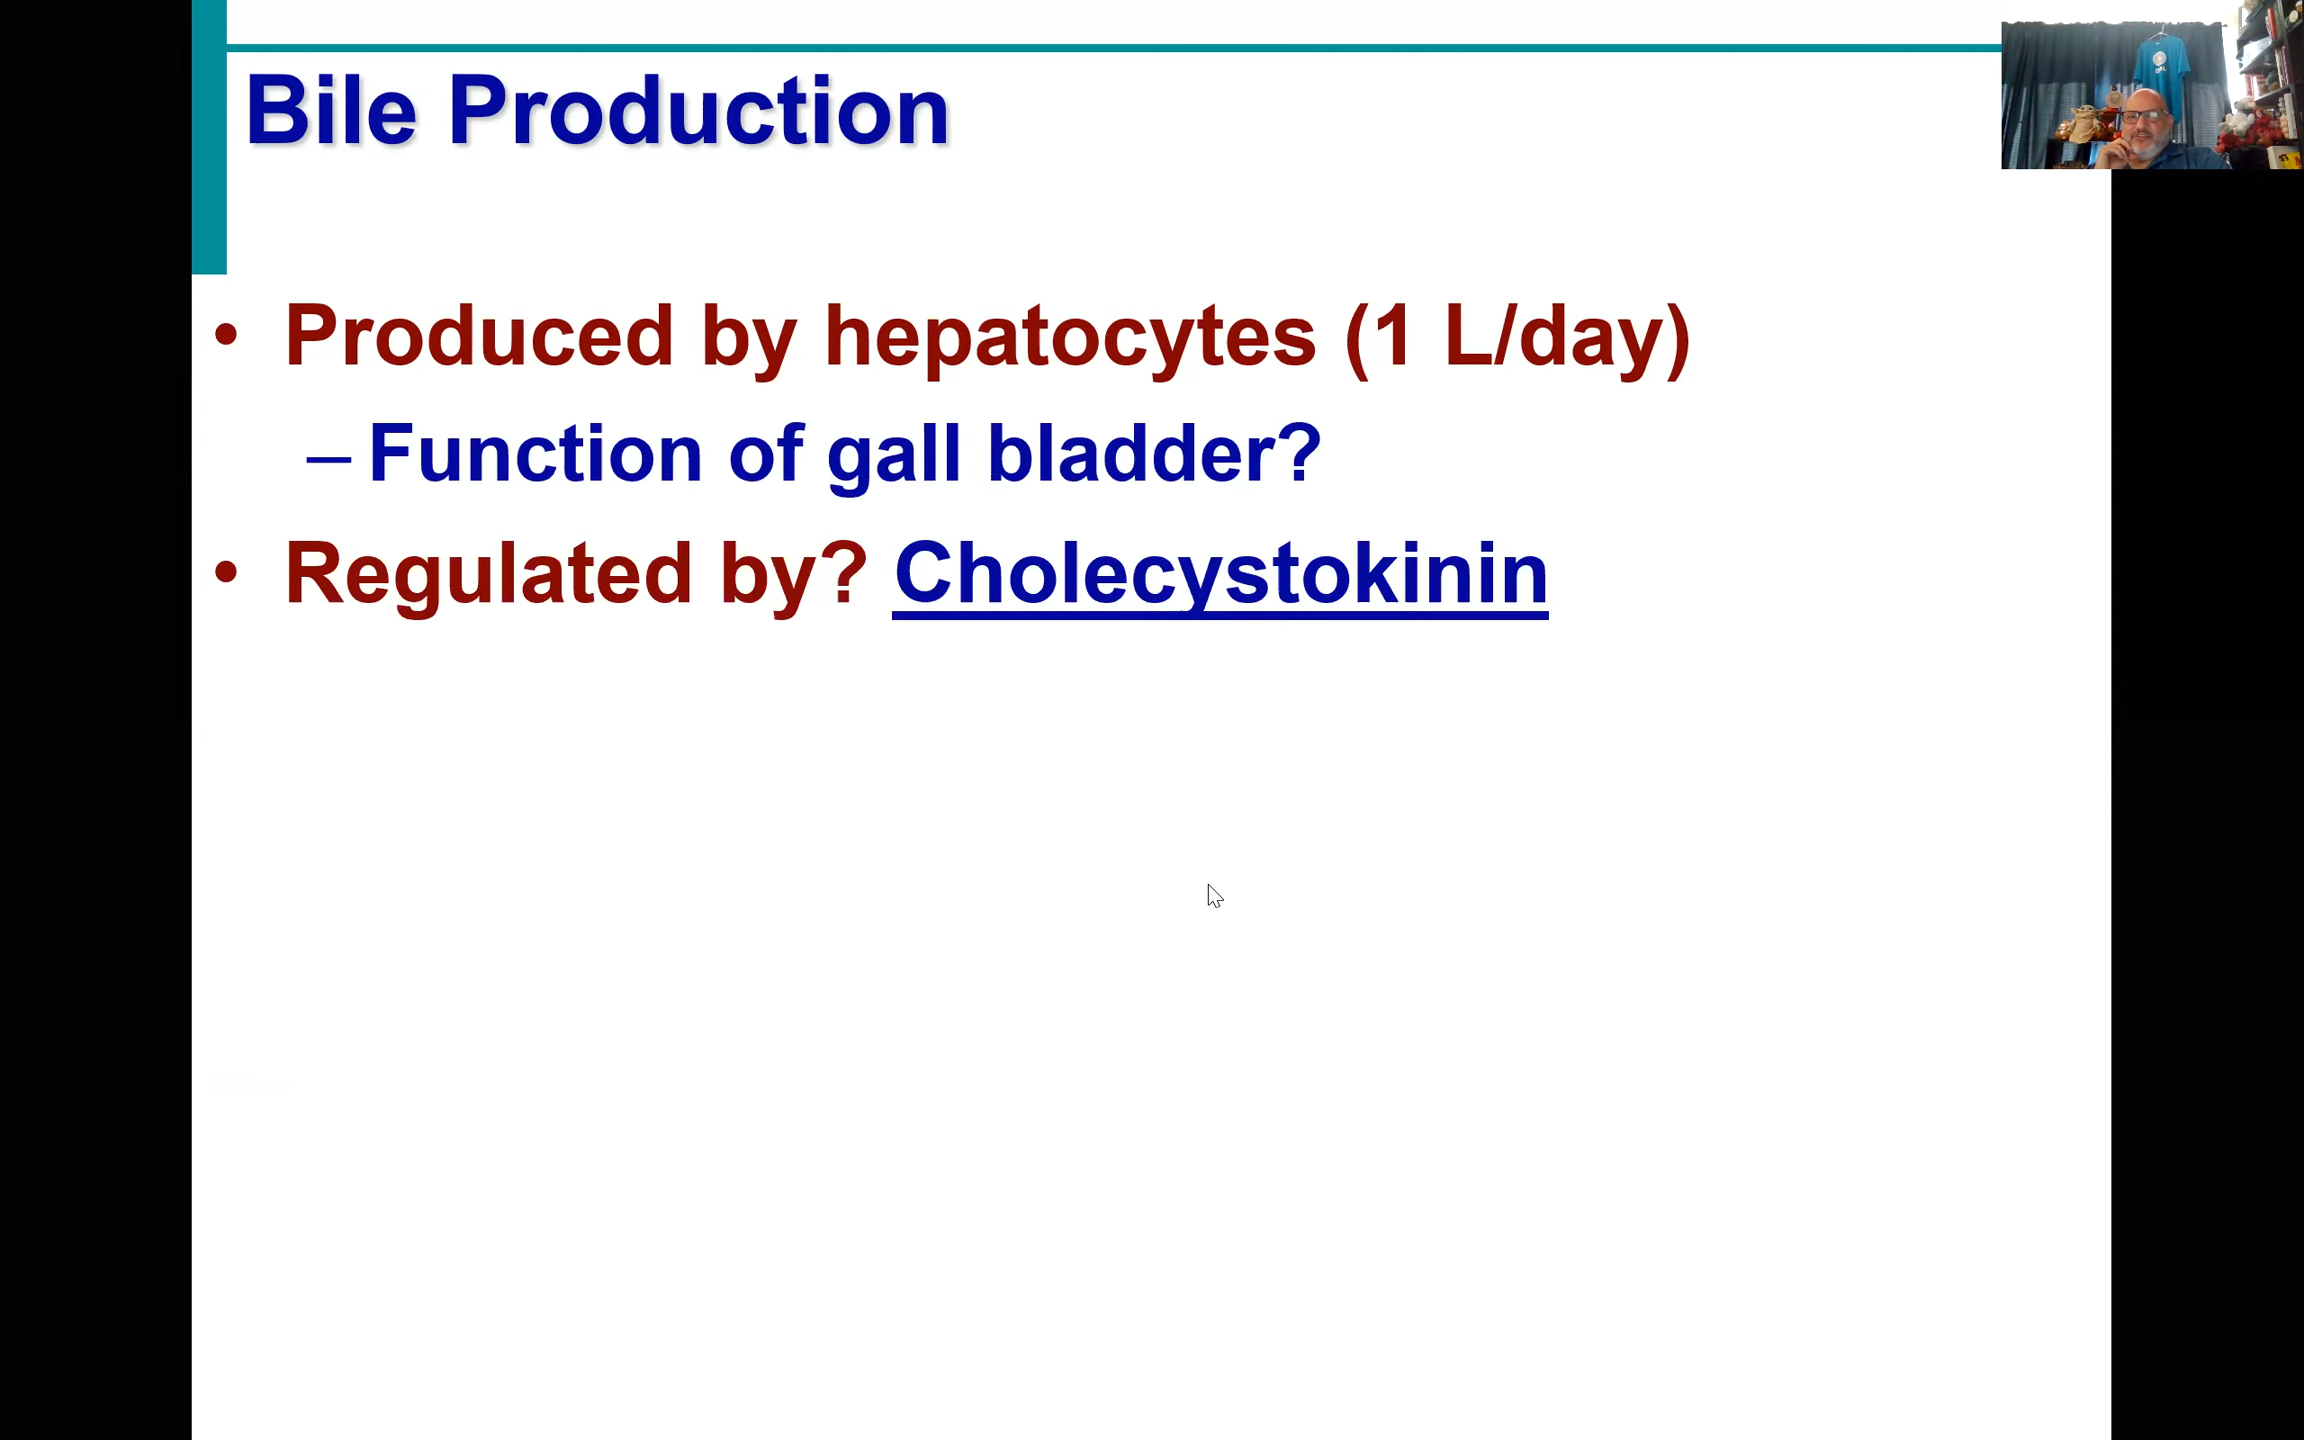 Bile Production
• Produced by hepatocytes (1 L/day)
– Function of gall bladder?
• Regulated by? Cholecystokinin